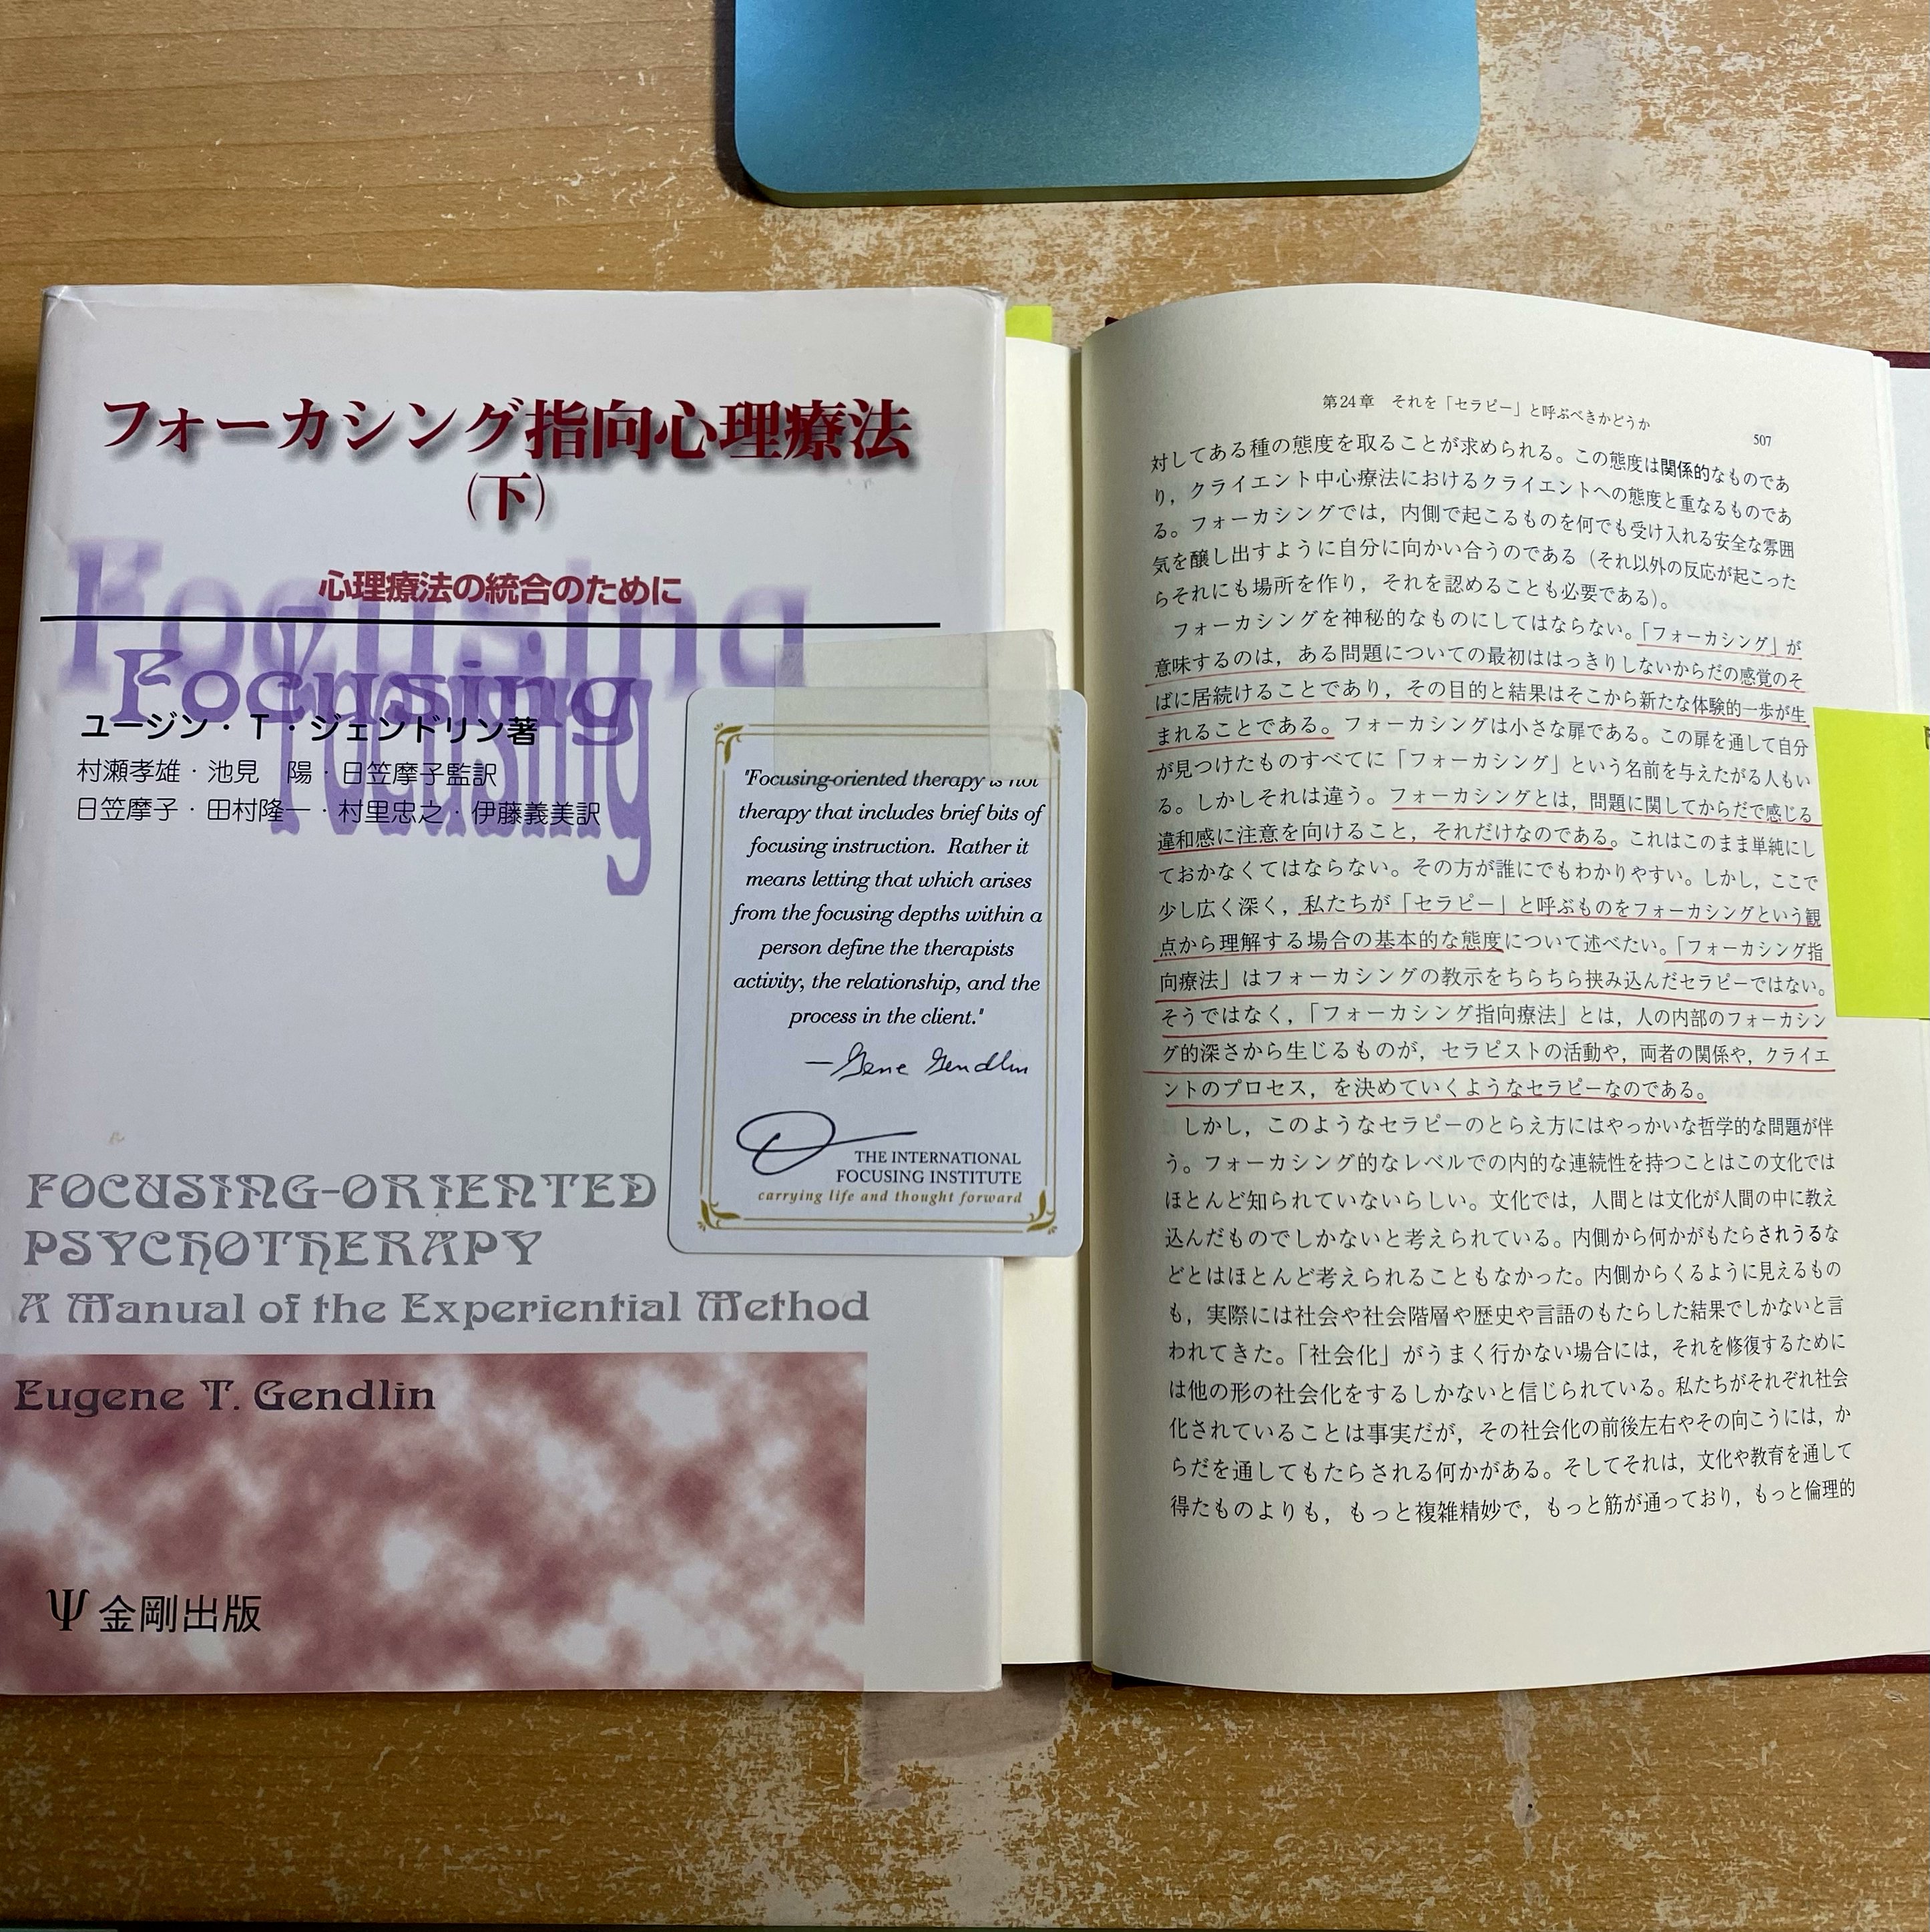 フォーカシング指向心理療法
(下)
心理療法の統合のために
Focusing
Focusing
Focusing
ユージン・T・ジェンドリン著
村瀬孝雄・池見 陽・日笠摩子監訳
日笠摩子・田村隆一・村里忠之・伊藤義美訳
FOCUSING-ORIENTED
PSYCHOTHERAPY
A Manual of the Experiential Method
Eugene T. Gendlin
Ψ金剛出版
"Focusing-oriented therapy is not
therapy that includes brief bits of
focusing instruction. Rather it
means letting that which arises
from the focusing depths within a
person define the therapists
activity, the relationship, and the
process in the client."
—Gene Gendlin
THE INTERNATIONAL
FOCUSING INSTITUTE
carrying life and thought forward
第24章 それを「セラピー」と呼ぶべきかどうか 507
対してある種の態度を取ることが求められる。この態度は関係的なものであ
り，クライエント中心療法におけるクライエントへの態度と重なるものであ
る。フォーカシングでは，内側で起こるものを何でも受け入れる安全な雰囲
気を醸し出すように自分に向かい合うのである（それ以外の反応が起こった
らそれにも場所を作り，それを認めることも必要である）。
フォーカシングを神秘的なものにしてはならない。「フォーカシング」が
意味するのは，ある問題についての最初ははっきりしないからだの感覚のそ
ばに居続けることであり，その目的と結果はそこから新たな体験的一歩が生
まれることである。フォーカシングは小さな扉である。この扉を通して自分
が見つけたものすべてに「フォーカシング」という名前を与えたがる人もい
る。しかしそれは違う。フォーカシングとは，問題に関してからだで感じる
違和感に注意を向けること，それだけなのである。これはこのまま単純にし
ておかなくてはならない。その方が誰にでもわかりやすい。しかし，ここで
少し広く深く，私たちが「セラピー」と呼ぶものをフォーカシングという観
点から理解する場合の基本的な態度について述べたい。「フォーカシング指
向療法」はフォーカシングの教示をちらちら挟み込んだセラピーではない。
そうではなく，「フォーカシング指向療法」とは，人の内部のフォーカシン
グ的深さから生じるものが，セラピストの活動や，両者の関係や，クライエ
ントのプロセス，を決めていくようなセラピーなのである。
しかし，このようなセラピーのとらえ方にはやっかいな哲学的な問題が伴
う。フォーカシング的なレベルでの内的な連続性を持つことはこの文化では
ほとんど知られていないらしい。文化では，人間とは文化が人間の中に教え
込んだものでしかないと考えられている。内側から何かがもたらされうるな
どとはほとんど考えられることもなかった。内側からくるように見えるもの
も，実際には社会や社会階層や歴史や言語のもたらした結果でしかないと言
われてきた。「社会化」がうまく行かない場合には，それを修復するために
は他の形の社会化をするしかないと信じられている。私たちがそれぞれ社会
化されていることは事実だが，その社会化の前後左右やその向こうには，か
らだを通してもたらされる何かがある。そしてそれは，文化や教育を通して
得たものよりも，もっと複雑精妙で，もっと筋が通っており，もっと倫理的